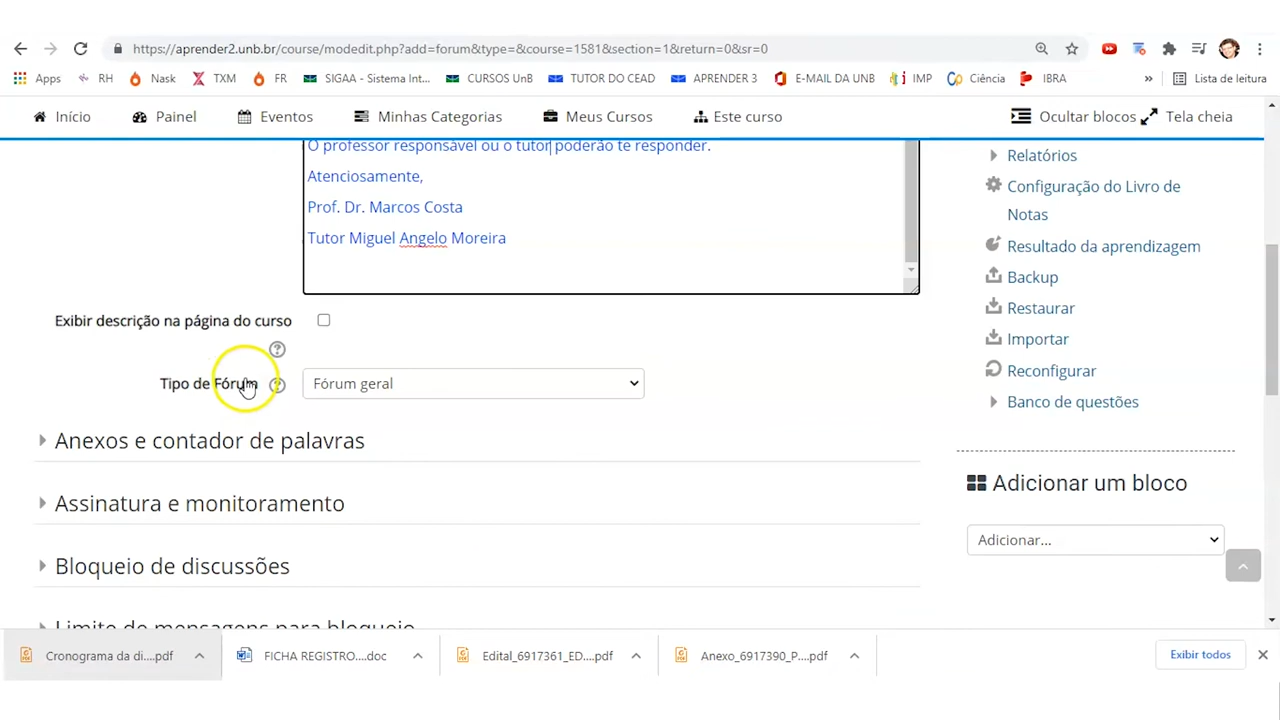 https://aprender2.unb.br/course/modedit.php?add=forum&type=&course=1581&section=1&return=0&sr=0
Apps RH Nask TXM FR SIGAA - Sistema Int... CURSOS UnB TUTOR DO CEAD APRENDER 3 E-MAIL DA UNB IMP Ciência IBRA » Lista de leitura
Início Painel Eventos Minhas Categorias Meus Cursos Este curso Ocultar blocos Tela cheia
O professor responsável ou o tutor poderão te responder.
Atenciosamente,
Prof. Dr. Marcos Costa
Tutor Miguel Angelo Moreira
Exibir descrição na página do curso
Tipo de Fórum
Fórum geral
Anexos e contador de palavras
Assinatura e monitoramento
Bloqueio de discussões
Limite de mensagens para bloqueio
Relatórios
Configuração do Livro de
Notas
Resultado da aprendizagem
Backup
Restaurar
Importar
Reconfigurar
Banco de questões
Adicionar um bloco
Adicionar...
Cronograma da di....pdf FICHA REGISTRO....doc Edital_6917361_ED....pdf Anexo_6917390_P....pdf Exibir todos